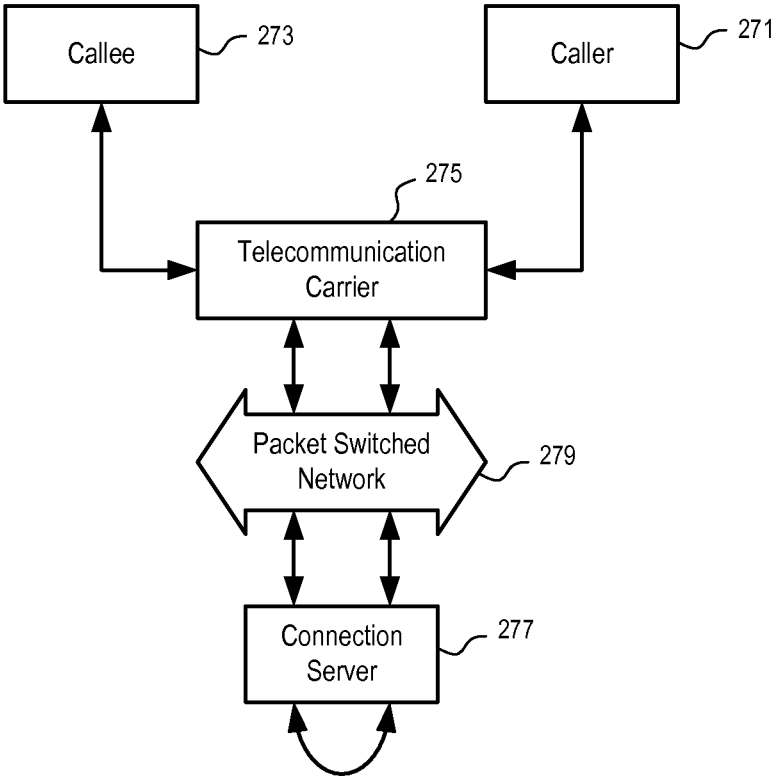 273
271
Callee
Caller
275
Telecommunication
Carrier
Packet Switched
Network
279
277
Connection
Server